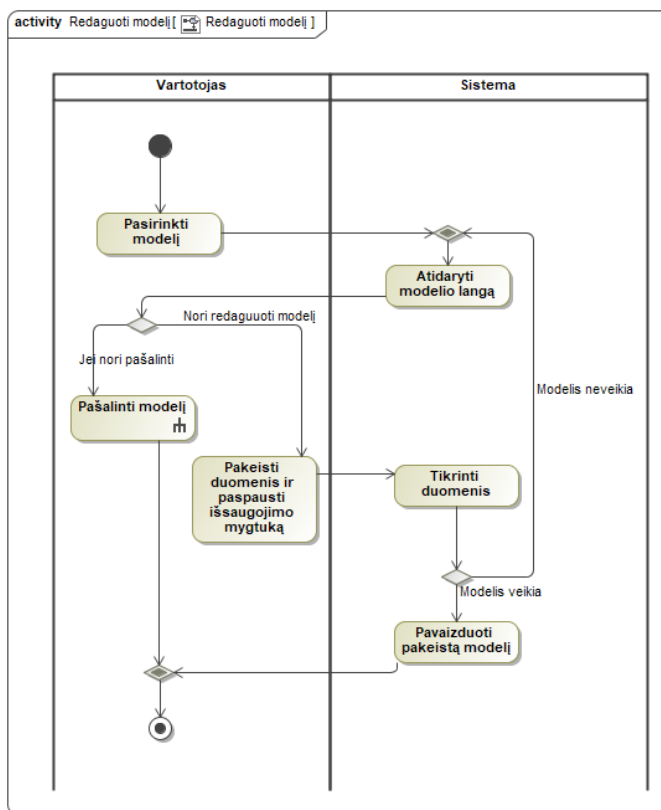 activity Redaguoti modelį[ Redaguoti modelį ]
Vartotojas
Sistema
Pasirinkti
modelį
Atidaryti
modelio langą
Nori redaguuoti modelį
Jei nori pašalinti
Modelis neveikia
Pašalinti modelį
Pakeisti
duomenis ir
paspausti
išsaugojimo
mygtuką
Tikrinti
duomenis
Modelis veikia
Pavaizduoti
pakeistą modelį